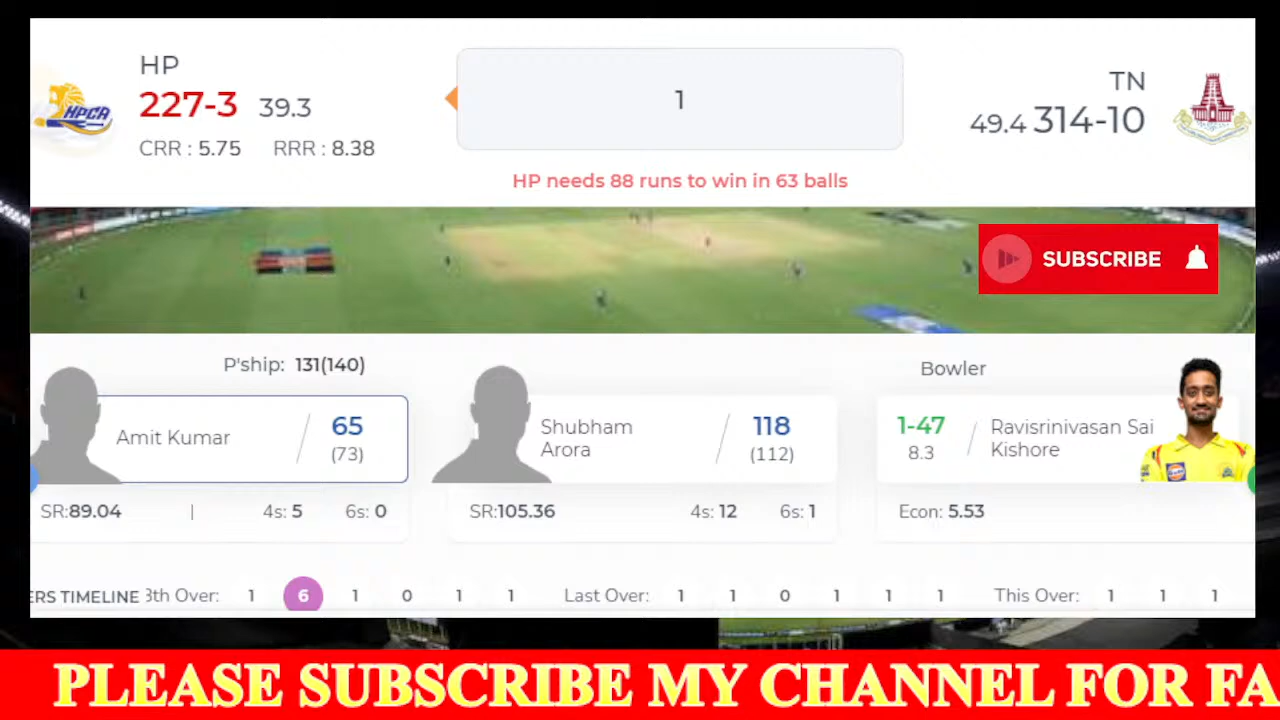 HP
227-3 39.3
CRR : 5.75 RRR : 8.38
1
TN
49.4 314-10
HP needs 88 runs to win in 63 balls
HPCA
SUBSCRIBE
P'ship: 131(140)
Amit Kumar
65
(73)
SR:89.04 | 4s: 5 6s: 0
Shubham
Arora
118
(112)
SR:105.36 4s: 12 6s: 1
Bowler
1-47
8.3
Ravisrinivasan Sai
Kishore
Econ: 5.53
ERS TIMELINE 8th Over: 1 6 1 0 1 1 Last Over: 1 1 0 1 1 1 This Over: 1 1 1
PLEASE SUBSCRIBE MY CHANNEL FOR FA